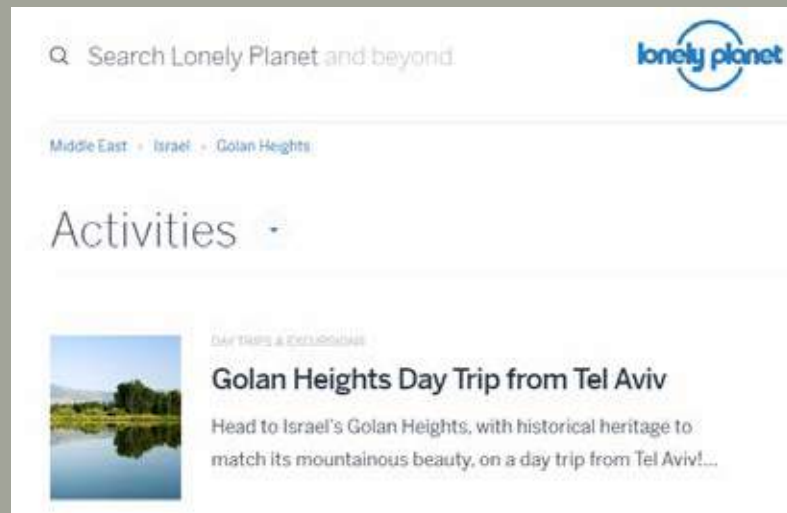 Search Lonely Planet and beyond
lonely planet
Middle East Israel Golan Heights
Activities
DAY TRIPS & EXCURSIONS
Golan Heights Day Trip from Tel Aviv
Head to Israel's Golan Heights, with historical heritage to
match its mountainous beauty, on a day trip from Tel Aviv!...